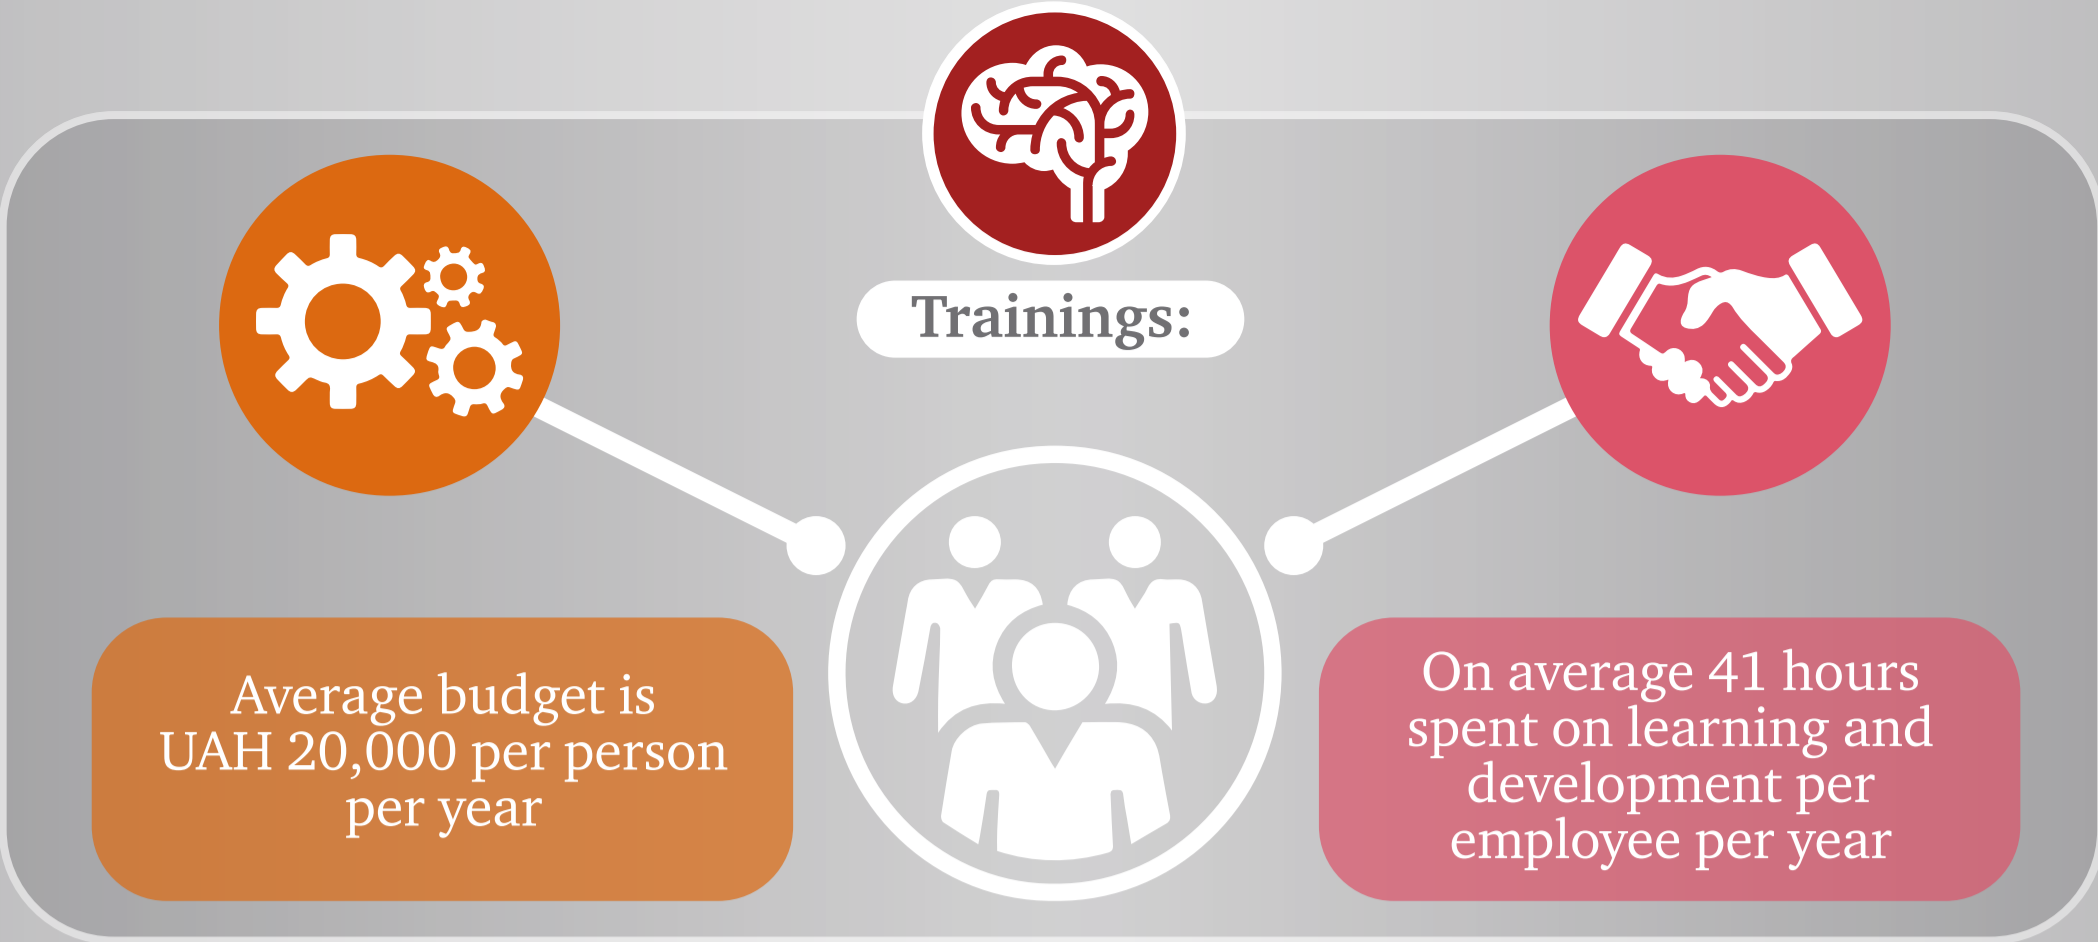 Trainings:
Average budget is
UAH 20,000 per person
per year
On average 41 hours
spent on learning and
development per
employee per year